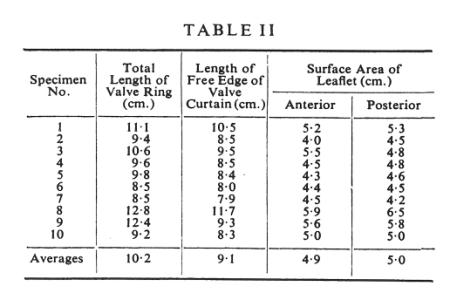 TABLE II
Specimen No. Total Length of Valve Ring (cm.) Length of Free Edge of Valve Curtain (cm.) Surface Area of Leaflet (cm.)
Anterior Posterior
1 11·1 10·5 5·2 5·3
2 9·4 8·5 4·0 4·5
3 10·6 9·5 5·5 4·8
4 9·6 8·5 4·5 4·8
5 9·8 8·4 4·3 4·6
6 8·5 8·0 4·4 4·5
7 8·5 7·9 4·5 4·2
8 12·8 11·7 5·9 6·5
9 12·4 9·3 5·6 5·8
10 9·2 8·3 5·0 5·0
Averages 10·2 9·1 4·9 5·0